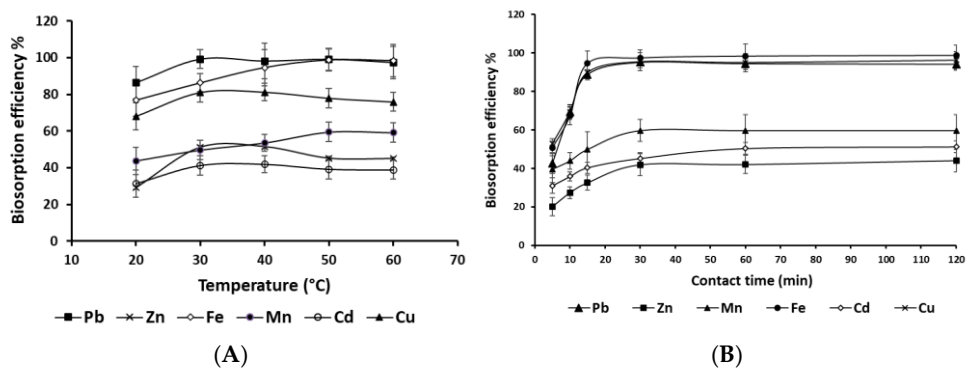 Biosorption efficiency %
120
100
80
60
40
20
0
10 20 30 40 50 60 70
Temperature (°C)
Pb Zn Fe Mn Cd Cu
(A)
B)
Biosorption efficiency %
120
100
80
60
40
20
0
0 10 20 30 40 50 60 70 80 90 100 110 120
Contact time (min)
Pb Zn Mn Fe Cd Cu
(B)